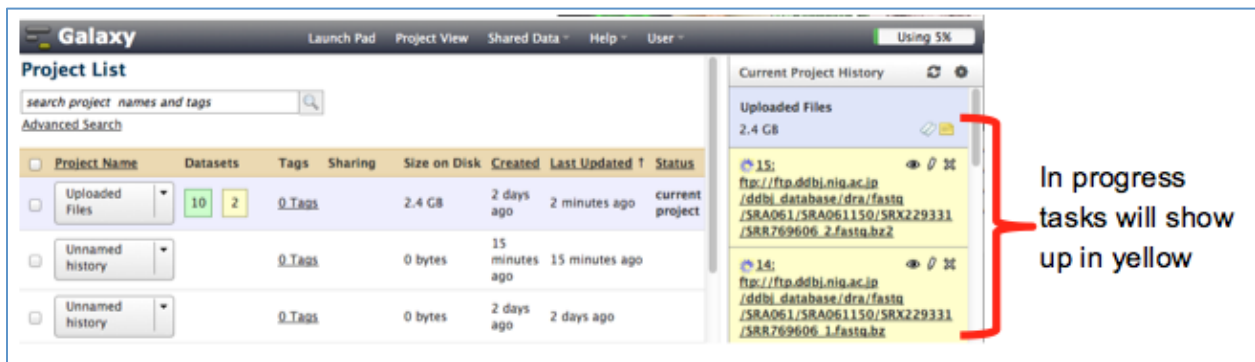 Galaxy
Launch Pad Project View Shared Data Help User
Using 5%
Project List
search project names and tags
Advanced Search
Project Name Datasets Tags Sharing Size on Disk Created Last Updated ↑ Status
Uploaded Files 10 2 0 Tags 2.4 GB 2 days ago 2 minutes ago current project
Unnamed history 0 Tags 0 bytes 15 minutes ago 15 minutes ago
Unnamed history 0 Tags 0 bytes 2 days ago 2 days ago
Current Project History
Uploaded Files
2.4 GB
15:
ftp://ftp.ddbj.nig.ac.jp
/ddbj_database/dra/fastq
/SRA061/SRA061150/SRX229331
/SRR769606_2.fastq.bz2
14:
ftp://ftp.ddbj.nig.ac.jp
/ddbj_database/dra/fastq
/SRA061/SRA061150/SRX229331
/SRR769606_1.fastq.bz
In progress
tasks will show
up in yellow